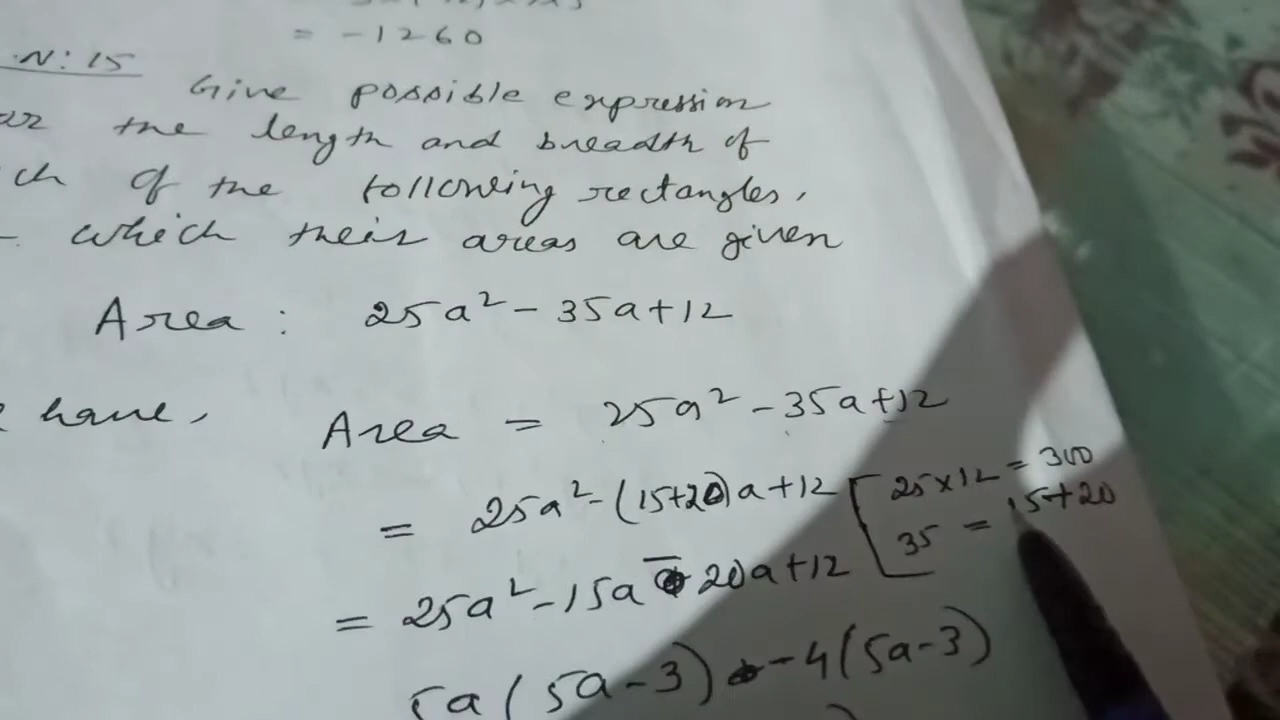 = -1260
N: 15 Give possible expression
the length and breadth of
of the following rectangles,
which their areas are given
Area : 25a² - 35a + 12
have, Area = 25a² - 35a + 12
= 25a² - (15+20)a + 12 [25 × 12 = 300
35 = 15 + 20
= 25a² - 15a - 20a + 12
5a (5a - 3) - 4 (5a - 3)